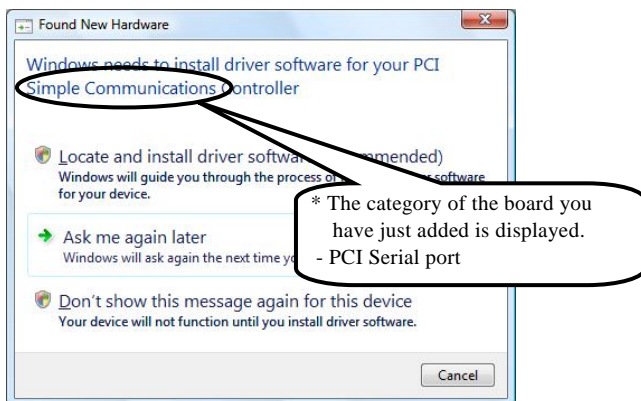 Found New Hardware
Windows needs to install driver software for your PCI
Simple Communications Controller
Locate and install driver softwa mmended)
Windows will guide you through the process of software
for your device.
* The category of the board you
have just added is displayed.
- PCI Serial port
Ask me again later
Windows will ask again the next time yo
Don't show this message again for this device
Your device will not function until you install driver software.
Cancel